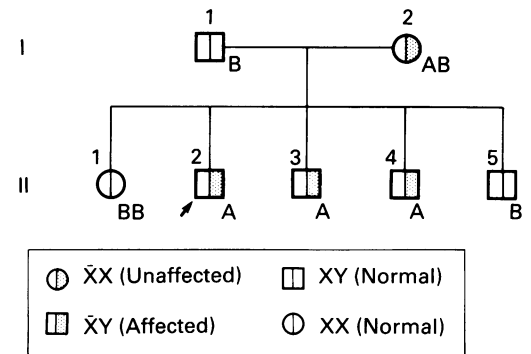 1 2
I
B AB
1 2 3 4 5
II
BB A A A B
X̄X (Unaffected) XY (Normal)
X̄Y (Affected) XX (Normal)